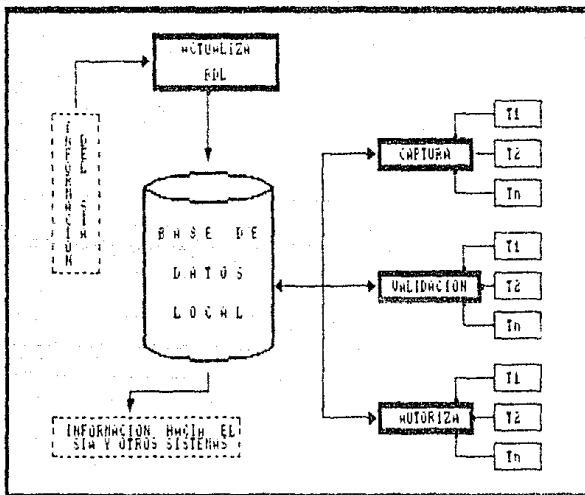 ACTUALIZA
BDL
INFORMACION
DEL SIA
BASE DE
DATOS
LOCAL
INFORMACION HACIA EL
SIA Y OTROS SISTEMAS
CAPTURA
T1
T2
Tn
VALIDACION
T1
T2
Tn
AUTORIZA
T1
T2
Tn